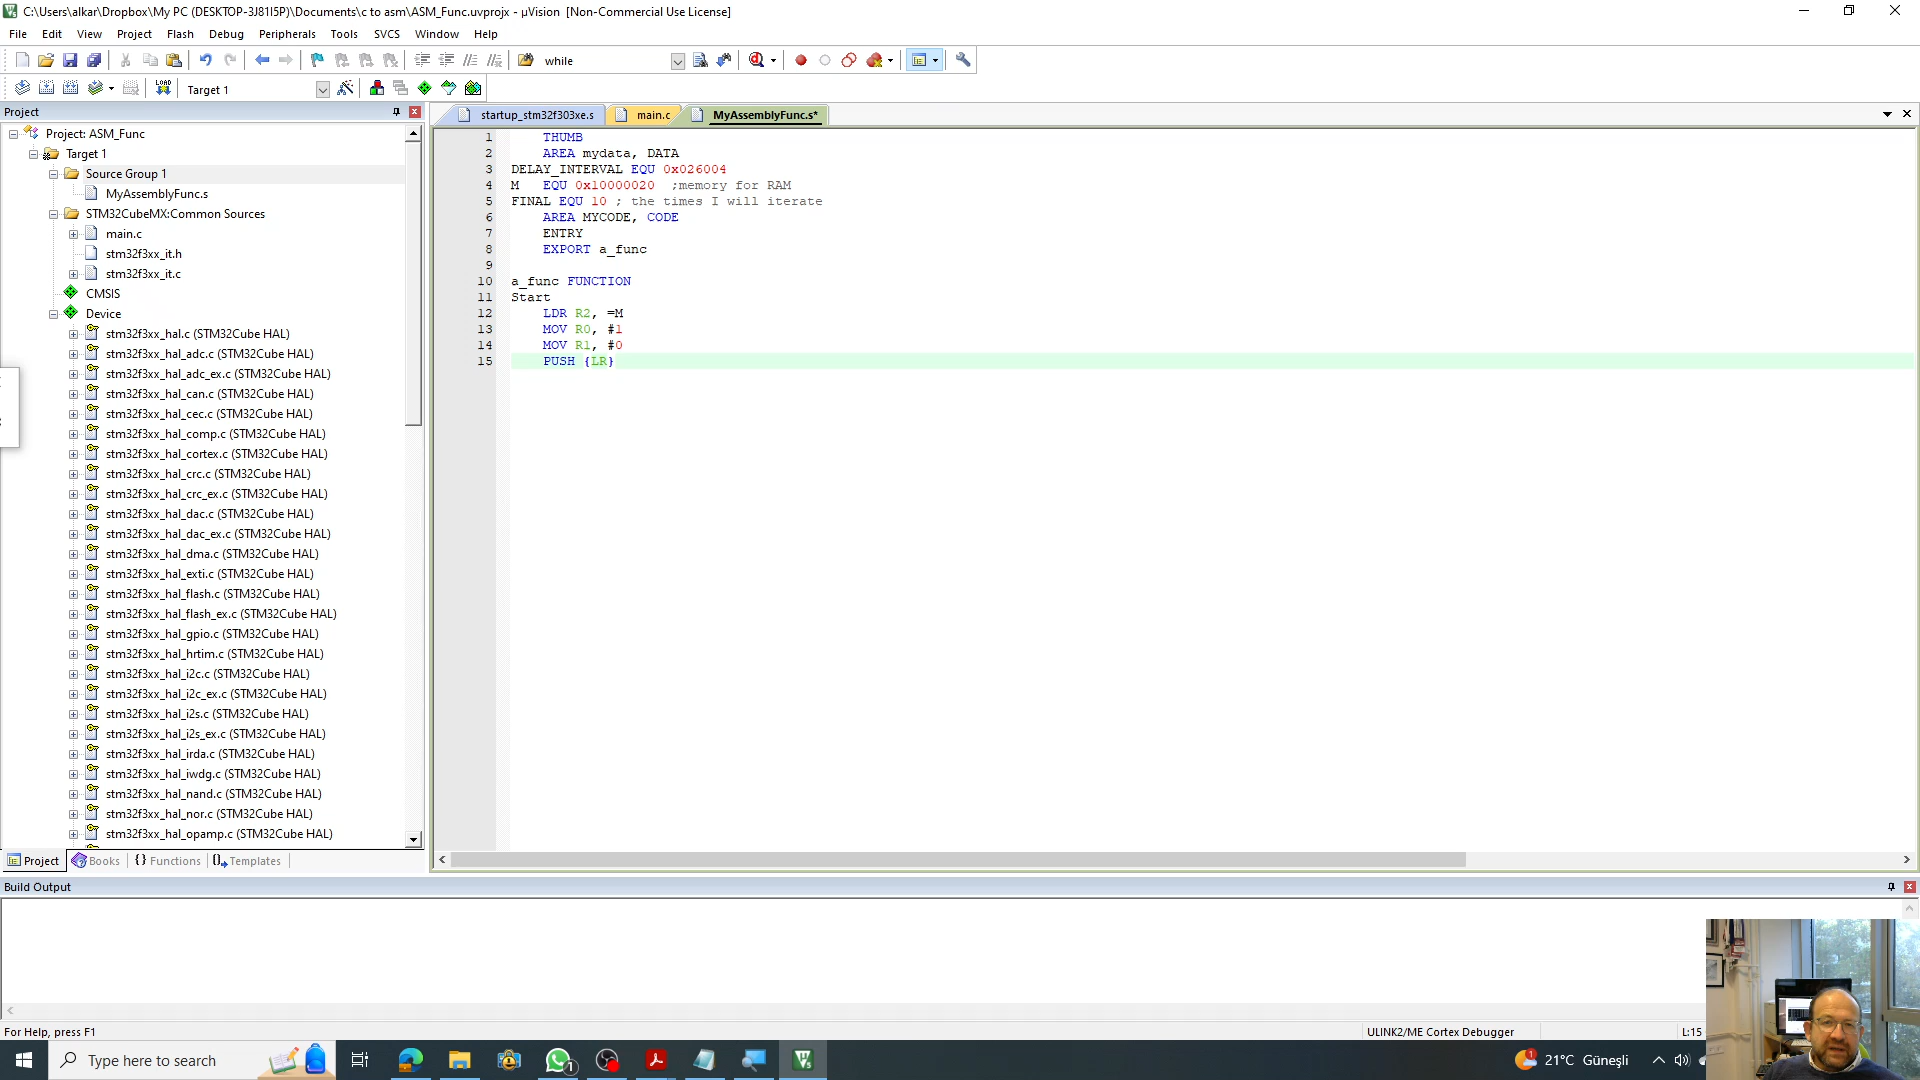 C:\Users\alkar\Dropbox\My PC (DESKTOP-3J81I5P)\Documents\c to asm\ASM_Func.uvprojx - µVision [Non-Commercial Use License]
File Edit View Project Flash Debug Peripherals Tools SVCS Window Help
while
LOAD Target 1
Project
startup_stm32f303xe.s main.c MyAssemblyFunc.s*
Project: ASM_Func
Target 1
Source Group 1
MyAssemblyFunc.s
STM32CubeMX:Common Sources
main.c
stm32f3xx_it.h
stm32f3xx_it.c
CMSIS
Device
stm32f3xx_hal.c (STM32Cube HAL)
stm32f3xx_hal_adc.c (STM32Cube HAL)
stm32f3xx_hal_adc_ex.c (STM32Cube HAL)
stm32f3xx_hal_can.c (STM32Cube HAL)
stm32f3xx_hal_cec.c (STM32Cube HAL)
stm32f3xx_hal_comp.c (STM32Cube HAL)
stm32f3xx_hal_cortex.c (STM32Cube HAL)
stm32f3xx_hal_crc.c (STM32Cube HAL)
stm32f3xx_hal_crc_ex.c (STM32Cube HAL)
stm32f3xx_hal_dac.c (STM32Cube HAL)
stm32f3xx_hal_dac_ex.c (STM32Cube HAL)
stm32f3xx_hal_dma.c (STM32Cube HAL)
stm32f3xx_hal_exti.c (STM32Cube HAL)
stm32f3xx_hal_flash.c (STM32Cube HAL)
stm32f3xx_hal_flash_ex.c (STM32Cube HAL)
stm32f3xx_hal_gpio.c (STM32Cube HAL)
stm32f3xx_hal_hrtim.c (STM32Cube HAL)
stm32f3xx_hal_i2c.c (STM32Cube HAL)
stm32f3xx_hal_i2c_ex.c (STM32Cube HAL)
stm32f3xx_hal_i2s.c (STM32Cube HAL)
stm32f3xx_hal_i2s_ex.c (STM32Cube HAL)
stm32f3xx_hal_irda.c (STM32Cube HAL)
stm32f3xx_hal_iwdg.c (STM32Cube HAL)
stm32f3xx_hal_nand.c (STM32Cube HAL)
stm32f3xx_hal_nor.c (STM32Cube HAL)
stm32f3xx_hal_opamp.c (STM32Cube HAL)
Project Books {} Functions Templates
1 THUMB
2 AREA mydata, DATA
3 DELAY_INTERVAL EQU 0x026004
4 M EQU 0x10000020 ;memory for RAM
5 FINAL EQU 10 ; the times I will iterate
6 AREA MYCODE, CODE
7 ENTRY
8 EXPORT a_func
9
10 a_func FUNCTION
11 Start
12 LDR R2, =M
13 MOV R0, #1
14 MOV R1, #0
15 PUSH {LR}
Build Output
For Help, press F1
ULINK2/ME Cortex Debugger
L:15
Type here to search
21°C Güneşli